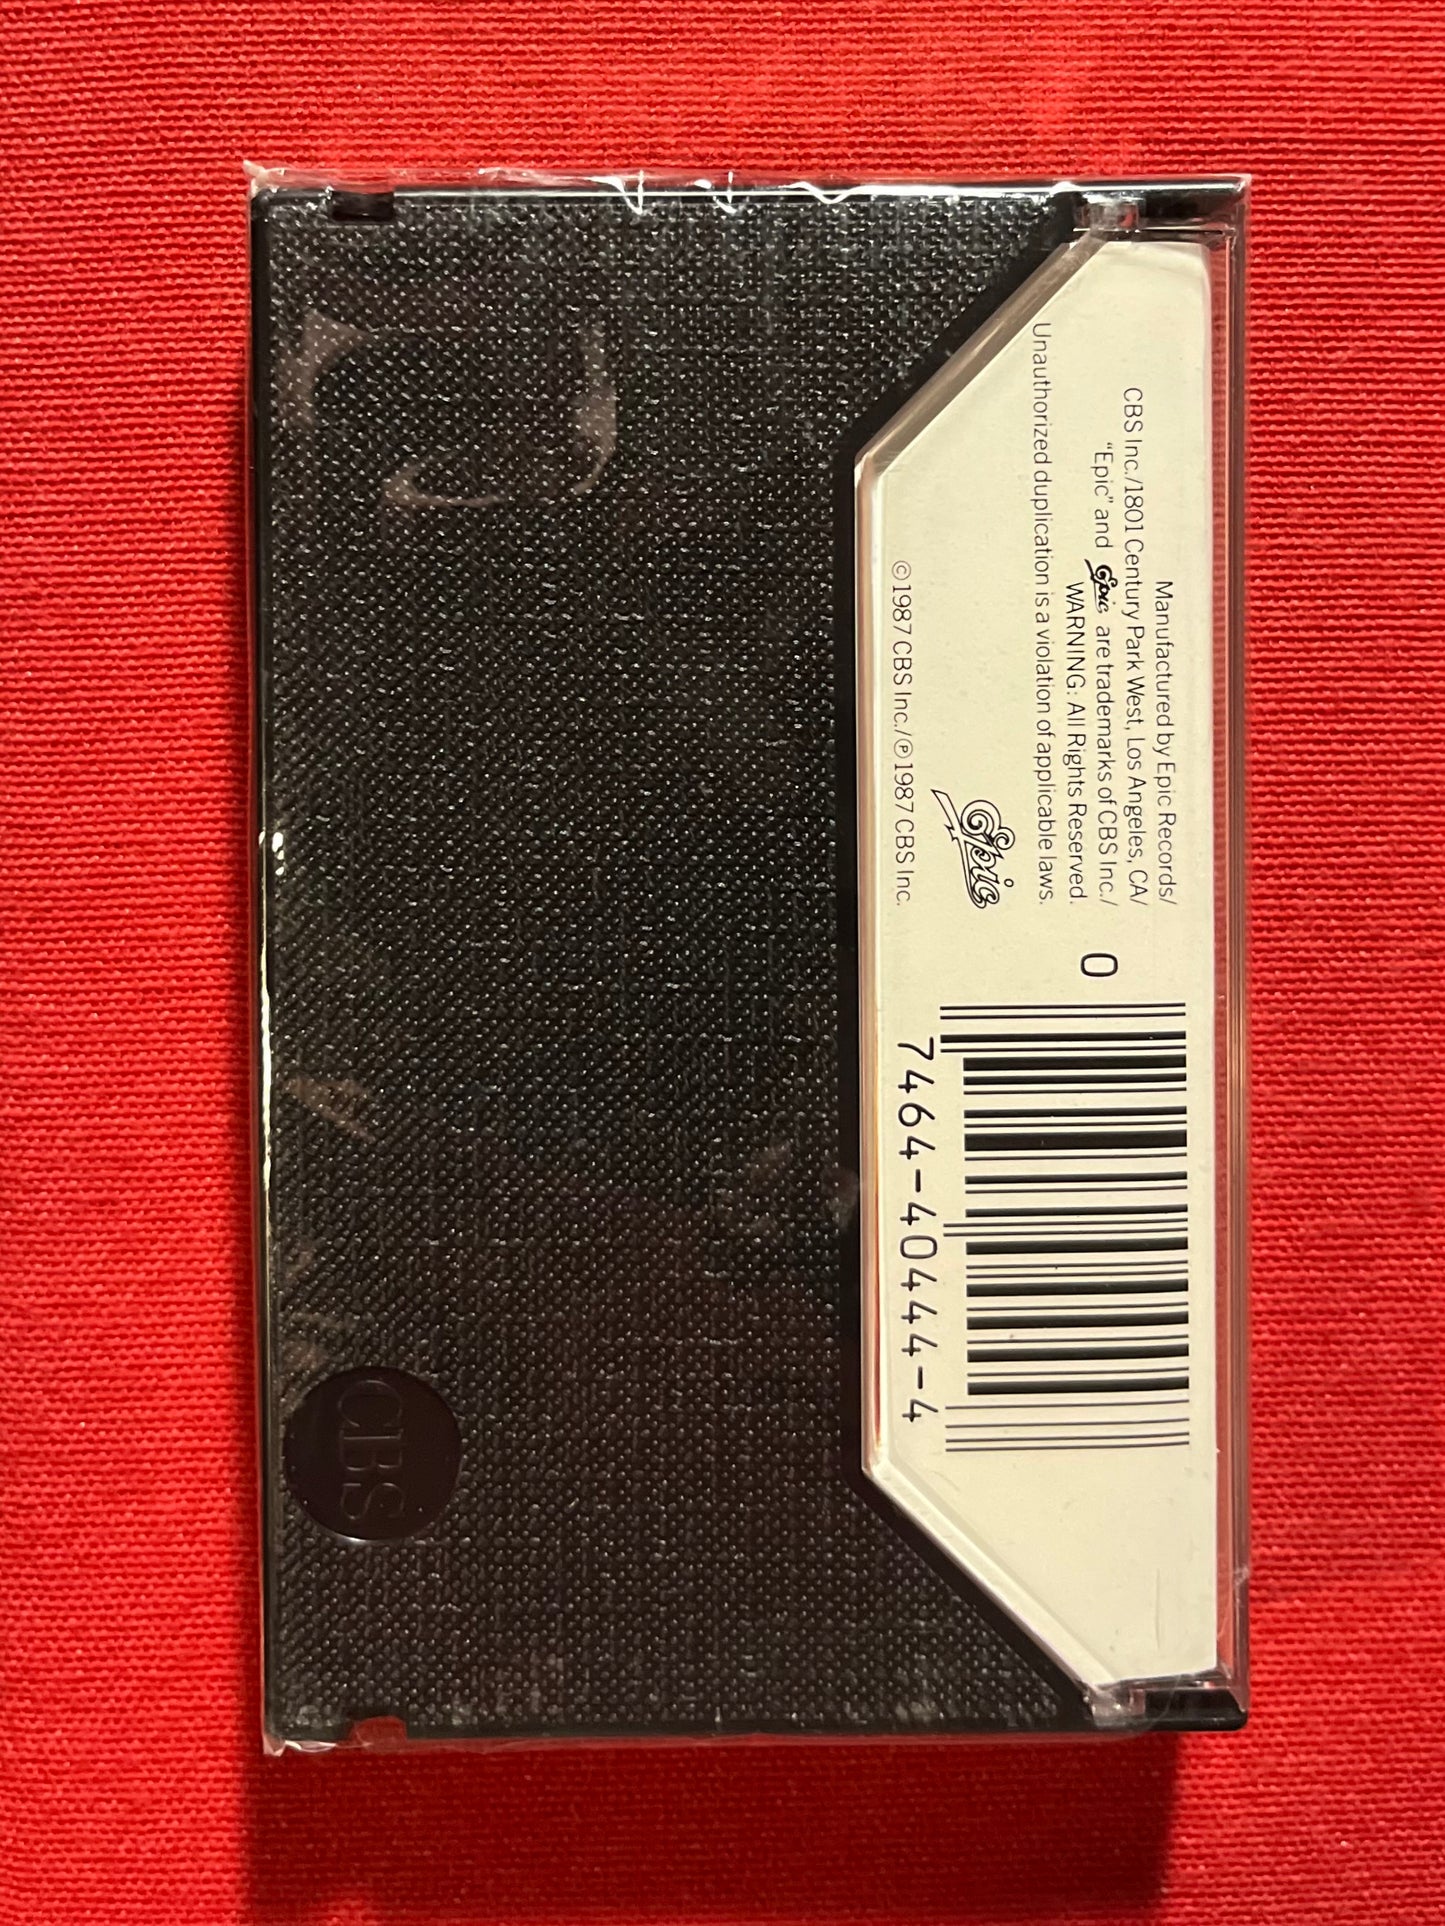 Manufactured by Epic Records/
CBS Inc./1801 Century Park West, Los Angeles, CA/
"Epic" and Epic are trademarks of CBS Inc./
WARNING: All Rights Reserved.
Unauthorized duplication is a violation of applicable laws.
Epic
©1987 CBS Inc./℗1987 CBS Inc.
0
7464-40444-4
CBS